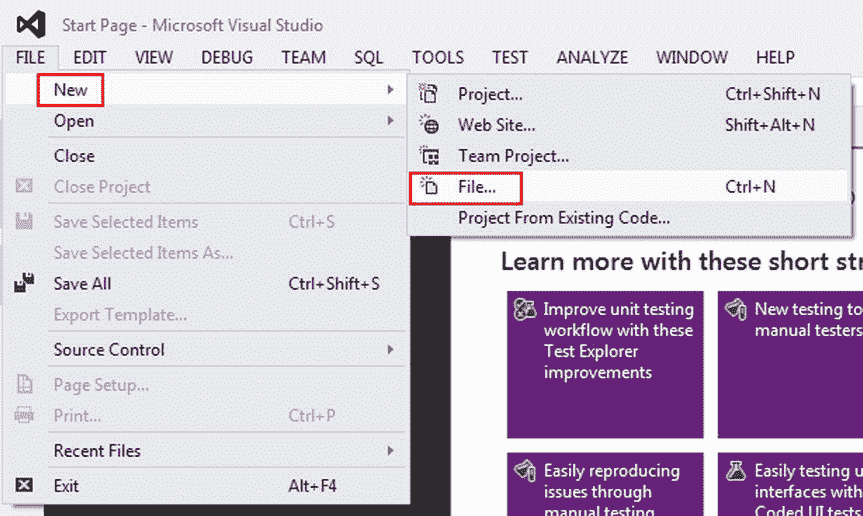 Start Page - Microsoft Visual Studio
FILE EDIT VIEW DEBUG TEAM SQL TOOLS TEST ANALYZE WINDOW HELP
New
Open
Close
Close Project
Save Selected Items Ctrl+S
Save Selected Items As...
Save All Ctrl+Shift+S
Export Template...
Source Control
Page Setup...
Print... Ctrl+P
Recent Files
Exit Alt+F4
Project... Ctrl+Shift+N
Web Site... Shift+Alt+N
Team Project...
File... Ctrl+N
Project From Existing Code...
Learn more with these short str
Improve unit testing
workflow with these
Test Explorer
improvements
New testing to
manual testers
Easily reproducing
issues through
manual testing
Easily testing u
interfaces with
Coded UI tests